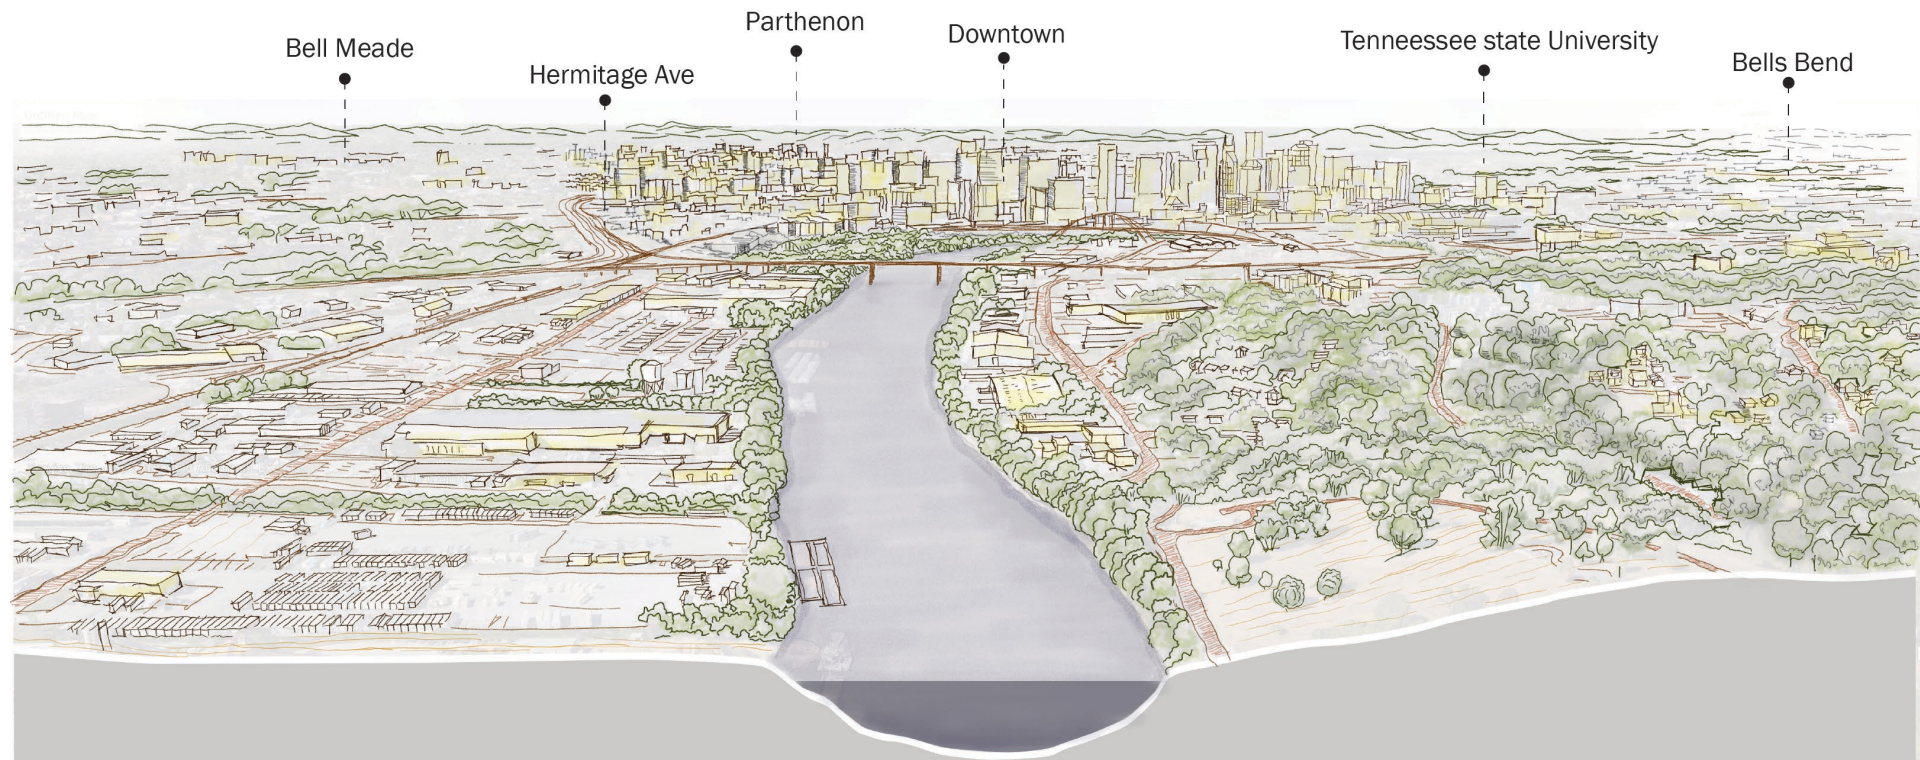 Bell Meade
Hermitage Ave
Parthenon
Downtown
Tenneessee state University
Bells Bend